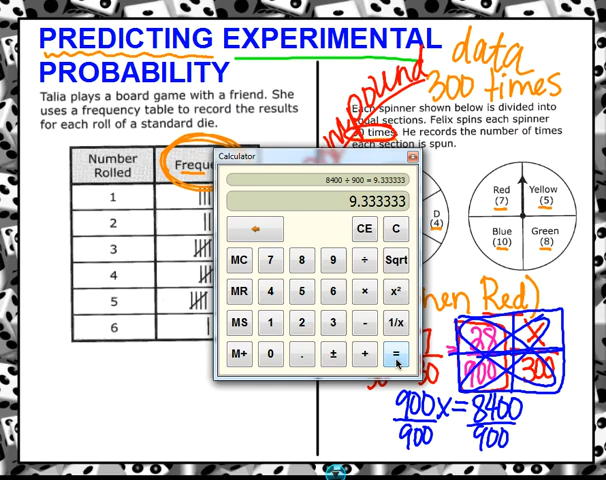 PREDICTING EXPERIMENTAL
PROBABILITY
data
300 times
Talia plays a board game with a friend. She
uses a frequency table to record the results
for each roll of a standard die.
Number
Rolled
Frequ
1
2
3
4
5
6
pound
Each spinner shown below is divided into
equal sections. Felix spins each spinner
times. He records the number of times
each section is spun.
D
(4)
Red
(7)
Yellow
(5)
Blue
(10)
Green
(8)
Calculator
8400 ÷ 900 = 9.333333
9.333333
CE
C
MC
7
8
9
÷
Sqrt
MR
4
5
6
×
x²
MS
1
2
3
-
1/x
M+
0
.
±
+
=
hen Red)
=
x
900
300
900x = 8400
900
900